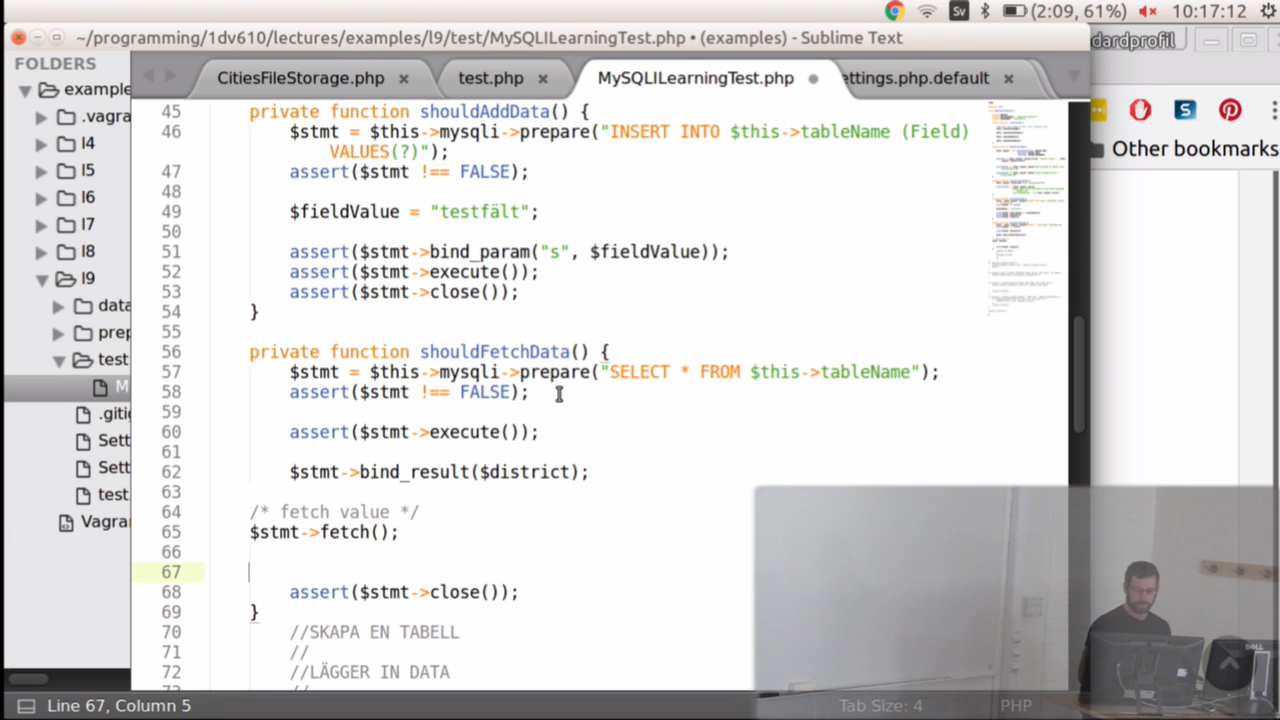 Sv (2:09, 61%) 10:17:12
~/programming/1dv610/lectures/examples/l9/test/MySQLILearningTest.php • (examples) - Sublime Text
dardprofil
FOLDERS
CitiesFileStorage.php × test.php × MySQLILearningTest.php ettings.php.default ×
example
.vagra
l4
l5
l6
l7
l8
l9
data
prep
test
M
.gitig
Sett
Sett
test.
Vagra
Other bookmarks
45 private function shouldAddData() {
46 $stmt = $this->mysqli->prepare("INSERT INTO $this->tableName (Field)
VALUES(?)");
47 assert($stmt !== FALSE);
48
49 $fieldValue = "testfält";
50
51 assert($stmt->bind_param("s", $fieldValue));
52 assert($stmt->execute());
53 assert($stmt->close());
54 }
55
56 private function shouldFetchData() {
57 $stmt = $this->mysqli->prepare("SELECT * FROM $this->tableName");
58 assert($stmt !== FALSE);
59
60 assert($stmt->execute());
61
62 $stmt->bind_result($district);
63
64 /* fetch value */
65 $stmt->fetch();
66
67
68 assert($stmt->close());
69 }
70 //SKAPA EN TABELL
71 //
72 //LÄGGER IN DATA
Line 67, Column 5 Tab Size: 4 PHP
DELL